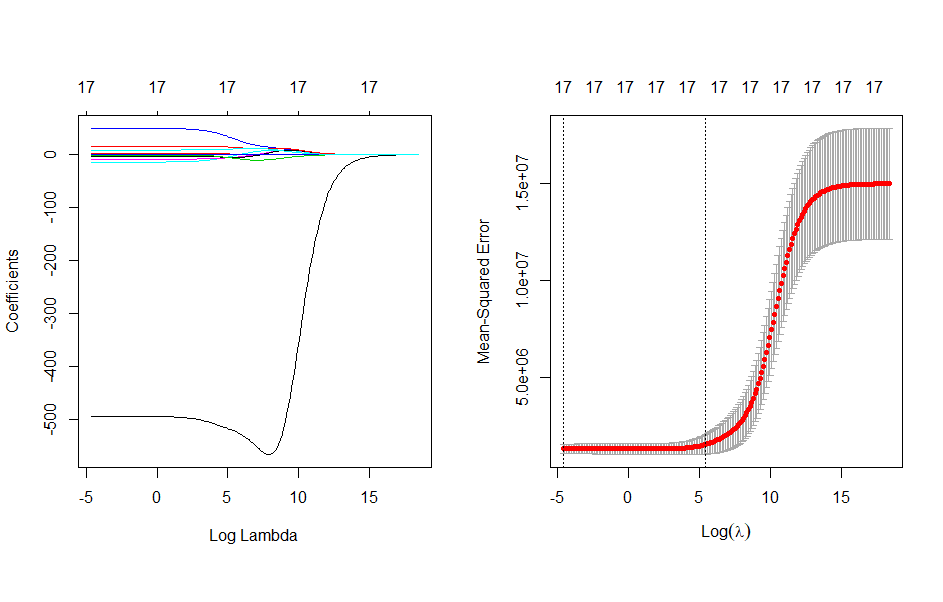 17 17 17 17 17
0
-100
-200
-300
-400
-500
Coefficients
-5 0 5 10 15
Log Lambda
17 17 17 17 17 17 17 17 17 17 17
1.5e+07
1.0e+07
5.0e+06
Mean-Squared Error
-5 0 5 10 15
Log(λ)